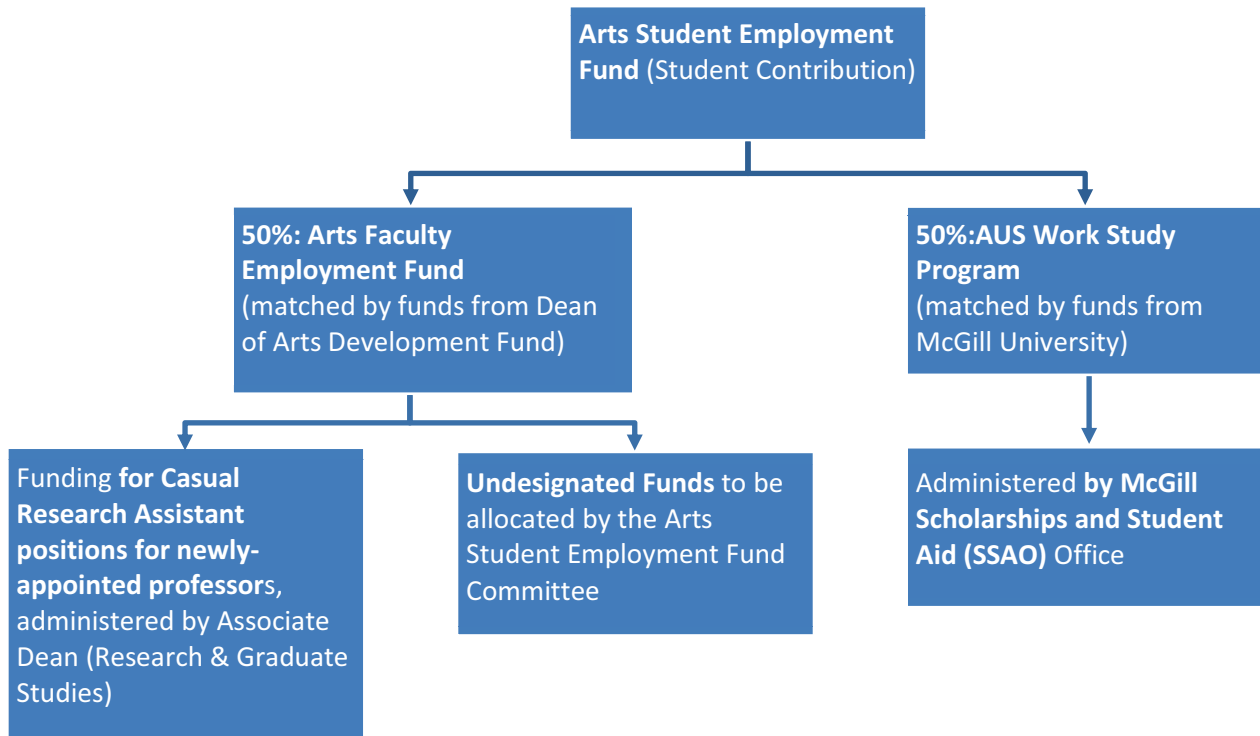 Arts Student Employment
Fund (Student Contribution)
50%: Arts Faculty
Employment Fund
(matched by funds from Dean
of Arts Development Fund)
50%:AUS Work Study
Program
(matched by funds from
McGill University)
Funding for Casual
Research Assistant
positions for newly-
appointed professors,
administered by Associate
Dean (Research & Graduate
Studies)
Undesignated Funds to be
allocated by the Arts
Student Employment Fund
Committee
Administered by McGill
Scholarships and Student
Aid (SSAO) Office